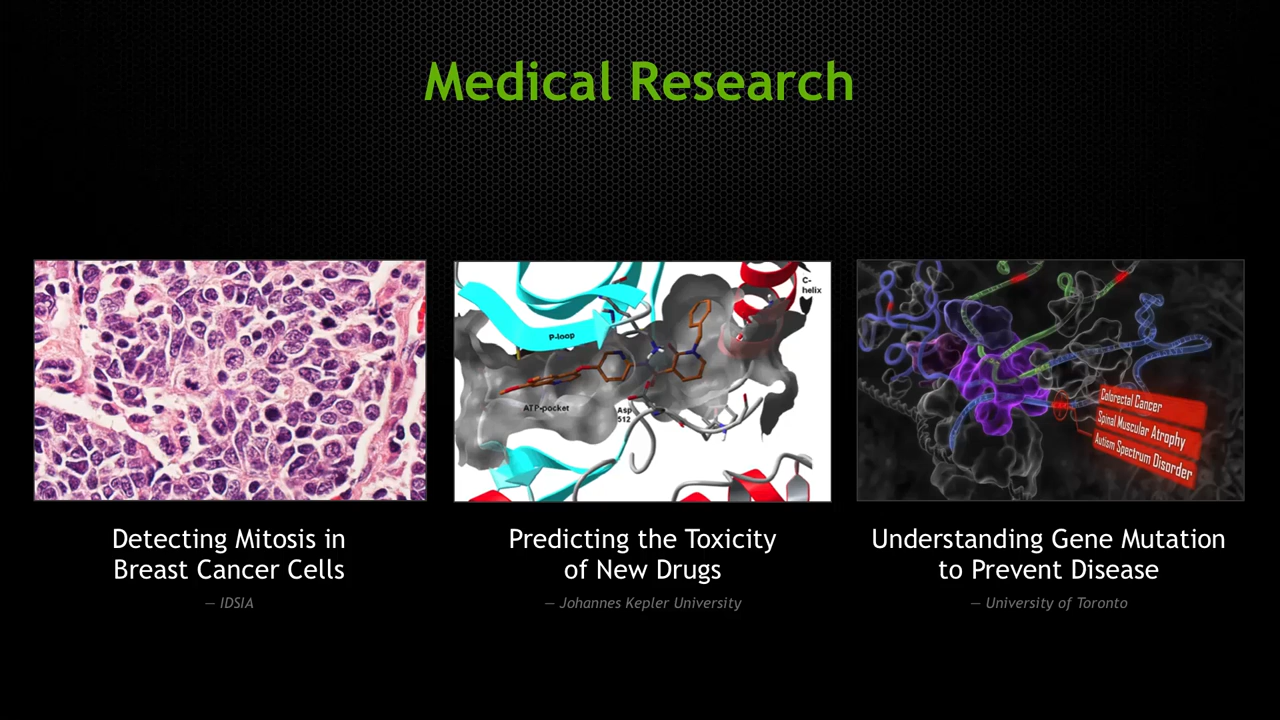 Medical Research
P-loop
ATP-pocket
Asp
512
C-
helix
Colorectal Cancer
Spinal Muscular Atrophy
Autism Spectrum Disorder
Detecting Mitosis in
Breast Cancer Cells
— IDSIA
Predicting the Toxicity
of New Drugs
— Johannes Kepler University
Understanding Gene Mutation
to Prevent Disease
— University of Toronto